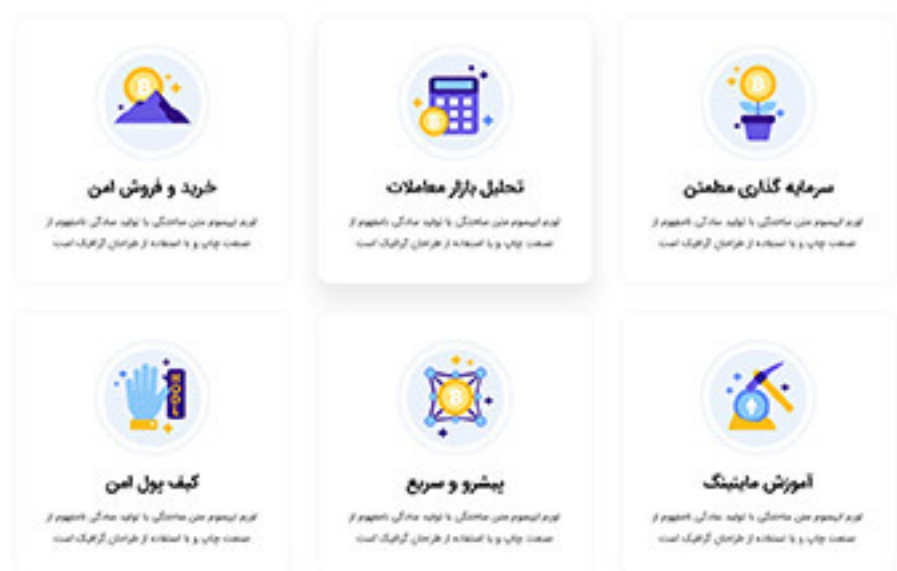 سرمایه گذاری مطمئن
لورم ایپسوم متن ساختگی با تولید سادگی نامفهوم از
صنعت چاپ و با استفاده از طراحان گرافیک است
تحلیل بازار معاملات
لورم ایپسوم متن ساختگی با تولید سادگی نامفهوم از
صنعت چاپ و با استفاده از طراحان گرافیک است
خرید و فروش امن
لورم ایپسوم متن ساختگی با تولید سادگی نامفهوم از
صنعت چاپ و با استفاده از طراحان گرافیک است
آموزش ماینینگ
لورم ایپسوم متن ساختگی با تولید سادگی نامفهوم از
صنعت چاپ و با استفاده از طراحان گرافیک است
پیشرو و سریع
لورم ایپسوم متن ساختگی با تولید سادگی نامفهوم از
صنعت چاپ و با استفاده از طراحان گرافیک است
کیف پول امن
لورم ایپسوم متن ساختگی با تولید سادگی نامفهوم از
صنعت چاپ و با استفاده از طراحان گرافیک است